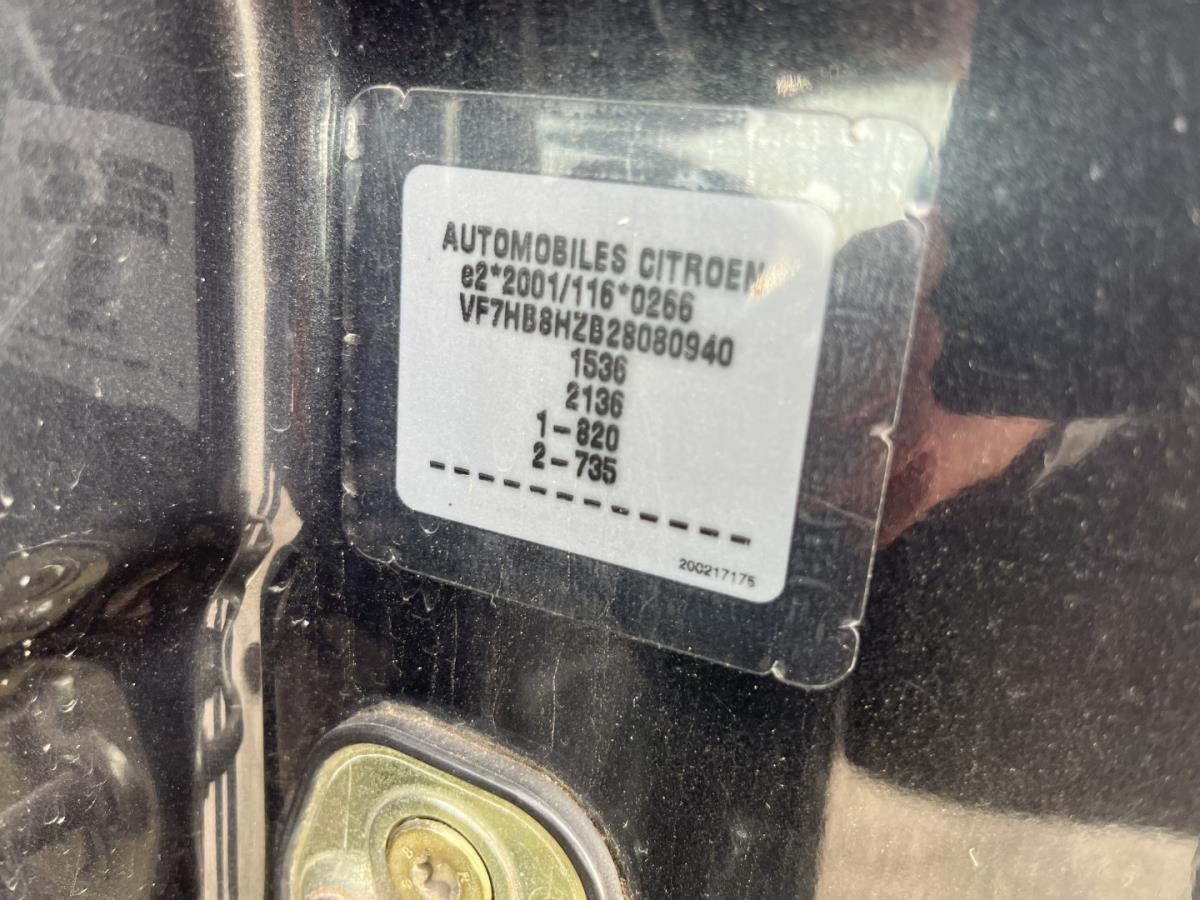 AUTOMOBILES CITROEN
e2*2001/116*0266
VF7HB8HZB28080940
1536
2136
1-820
2-735
------------
200217175